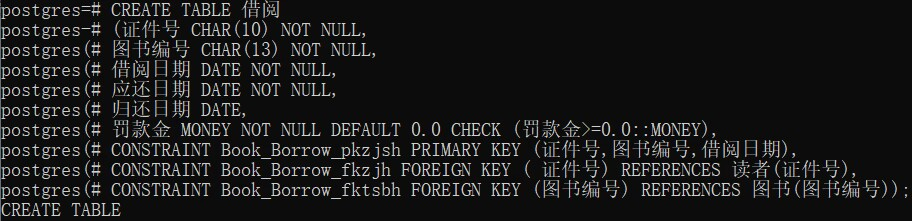 postgres=# CREATE TABLE 借阅
postgres-# (证件号 CHAR(10) NOT NULL,
postgres(# 图书编号 CHAR(13) NOT NULL,
postgres(# 借阅日期 DATE NOT NULL,
postgres(# 应还日期 DATE NOT NULL,
postgres(# 归还日期 DATE,
postgres(# 罚款金 MONEY NOT NULL DEFAULT 0.0 CHECK (罚款金>=0.0::MONEY),
postgres(# CONSTRAINT Book_Borrow_pkzjsh PRIMARY KEY (证件号,图书编号,借阅日期),
postgres(# CONSTRAINT Book_Borrow_fkzjh FOREIGN KEY ( 证件号) REFERENCES 读者(证件号),
postgres(# CONSTRAINT Book_Borrow_fktsbh FOREIGN KEY (图书编号) REFERENCES 图书(图书编号));
CREATE TABLE